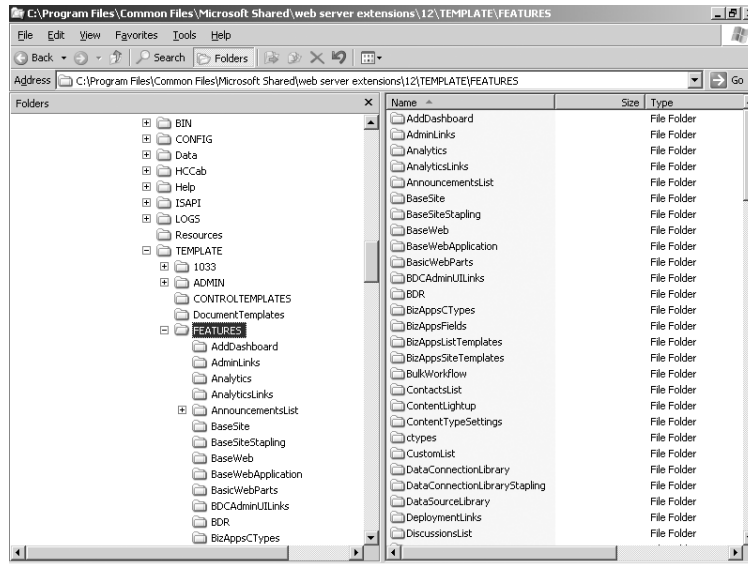 C:\Program Files\Common Files\Microsoft Shared\web server extensions\12\TEMPLATE\FEATURES
File Edit View Favorites Tools Help
Back Search Folders
Address C:\Program Files\Common Files\Microsoft Shared\web server extensions\12\TEMPLATE\FEATURES Go
Folders
BIN
CONFIG
Data
HCCab
Help
ISAPI
LOGS
Resources
TEMPLATE
1033
ADMIN
CONTROLTEMPLATES
DocumentTemplates
FEATURES
AddDashboard
AdminLinks
Analytics
AnalyticsLinks
AnnouncementsList
BaseSite
BaseSiteStapling
BaseWeb
BaseWebApplication
BasicWebParts
BDCAdminUILinks
BDR
BizAppsCTypes
Name Size Type
AddDashboard File Folder
AdminLinks File Folder
Analytics File Folder
AnalyticsLinks File Folder
AnnouncementsList File Folder
BaseSite File Folder
BaseSiteStapling File Folder
BaseWeb File Folder
BaseWebApplication File Folder
BasicWebParts File Folder
BDCAdminUILinks File Folder
BDR File Folder
BizAppsCTypes File Folder
BizAppsFields File Folder
BizAppsListTemplates File Folder
BizAppsSiteTemplates File Folder
BulkWorkflow File Folder
ContactsList File Folder
ContentLightup File Folder
ContentTypeSettings File Folder
ctypes File Folder
CustomList File Folder
DataConnectionLibrary File Folder
DataConnectionLibraryStapling File Folder
DataSourceLibrary File Folder
DeploymentLinks File Folder
DiscussionsList File Folder